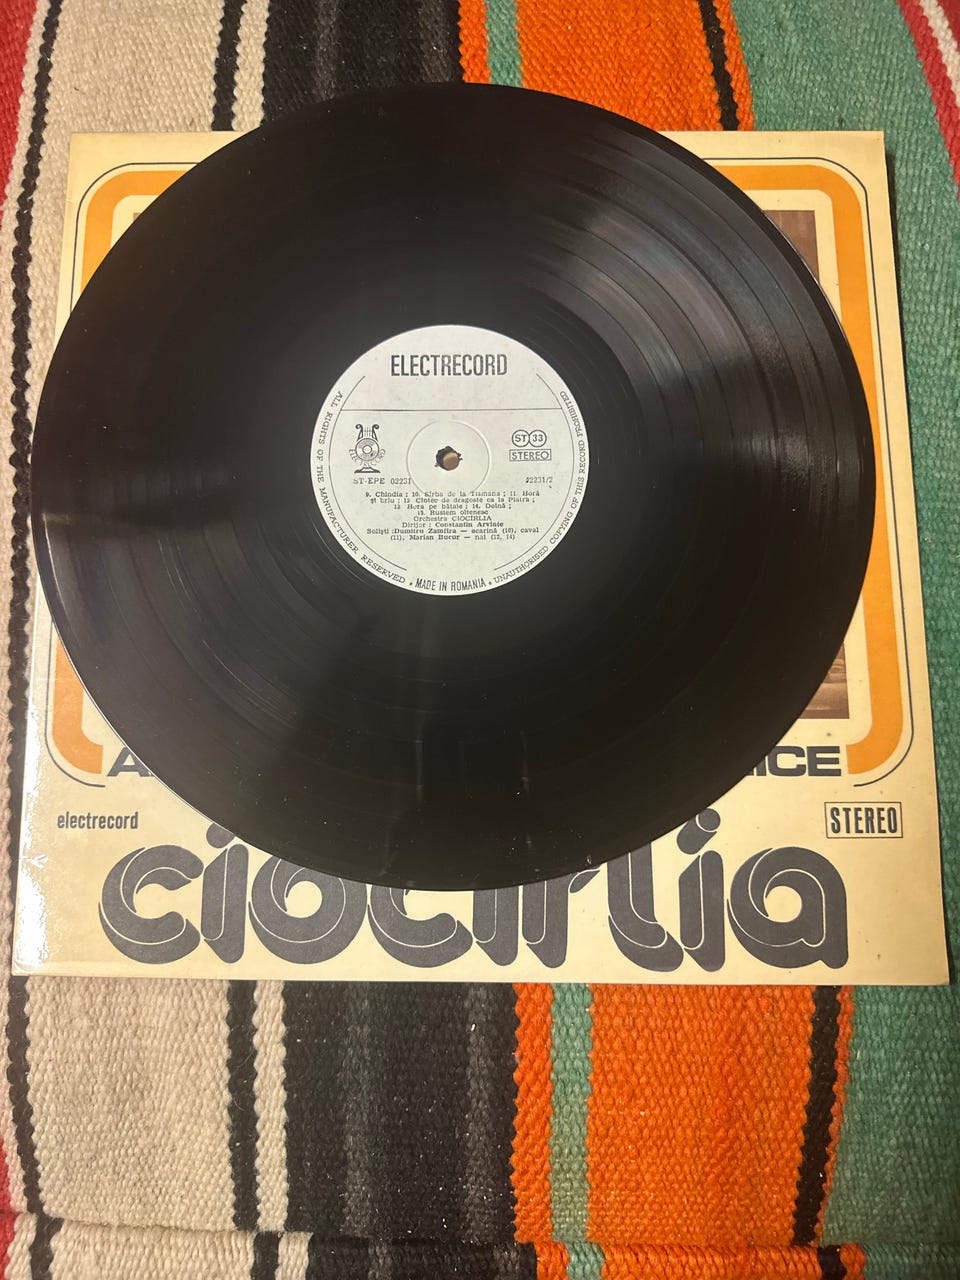 ELECTRECORD
ALL RIGHTS OF THE MANUFACTURER RESERVED • MADE IN ROMANIA • UNAUTHORISED COPYING OF THIS RECORD PROHIBITED
ELECTRECORD
ST 33
STEREO
ST-EPE 02231
02231/2
9. Chindia ; 10. Sîrba de la Tismana ; 11. Horă
şi brîu ; 12. Cîntec de dragoste ca la Piatra ;
13. Hora pe bătaie ; 14. Doină ;
15. Rustem oltenesc
Orchestra CIOCÎRLIA
Dirijor : Constantin Arvinte
Solişti : Dumitru Zamfira — ocarină (10), caval
(11), Marian Bucur — nai (12, 14)
ICE
electrecord
STEREO
ciocîrlia